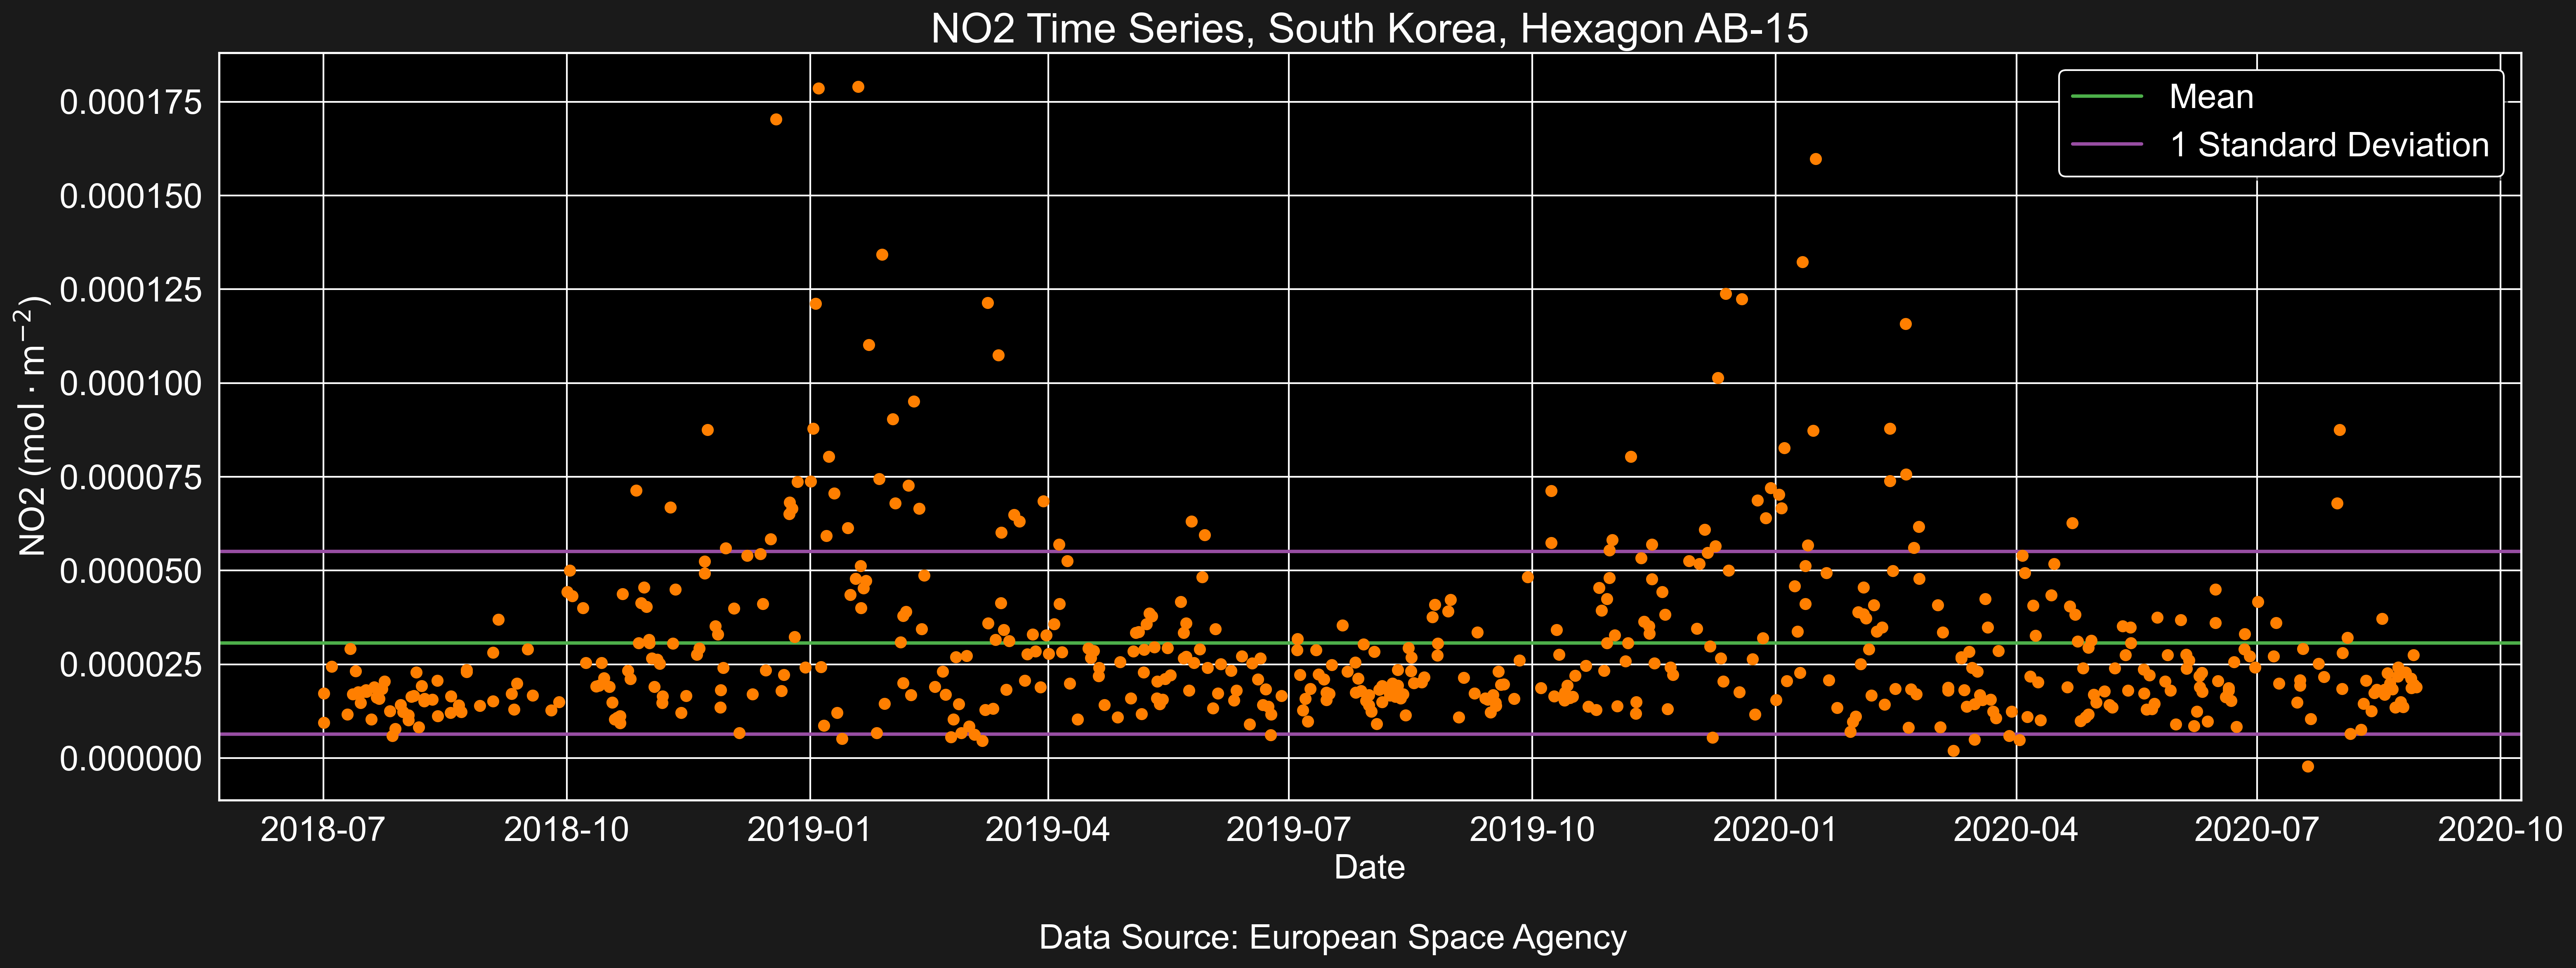 NO2 Time Series, South Korea, Hexagon AB-15
Mean
1 Standard Deviation
0.000175
0.000150
0.000125
0.000100
0.000075
0.000050
0.000025
0.000000
NO2 (mol · m⁻²)
2018-07 2018-10 2019-01 2019-04 2019-07 2019-10 2020-01 2020-04 2020-07 2020-10
Date
Data Source: European Space Agency